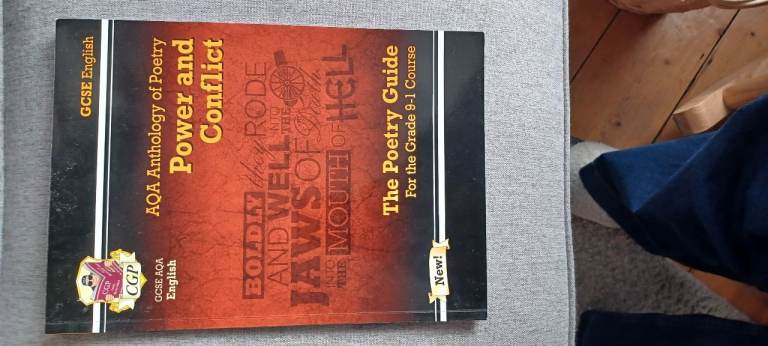 GCSE English
AQA Anthology of Poetry
Power and
Conflict
GCSE AQA
English
CGP
CGP
BOLDLY they RODE
AND WELL INTO
THE
JAWS OF Death
INTO
THE MOUTH OF HELL
The Poetry Guide
For the Grade 9-1 Course
New!